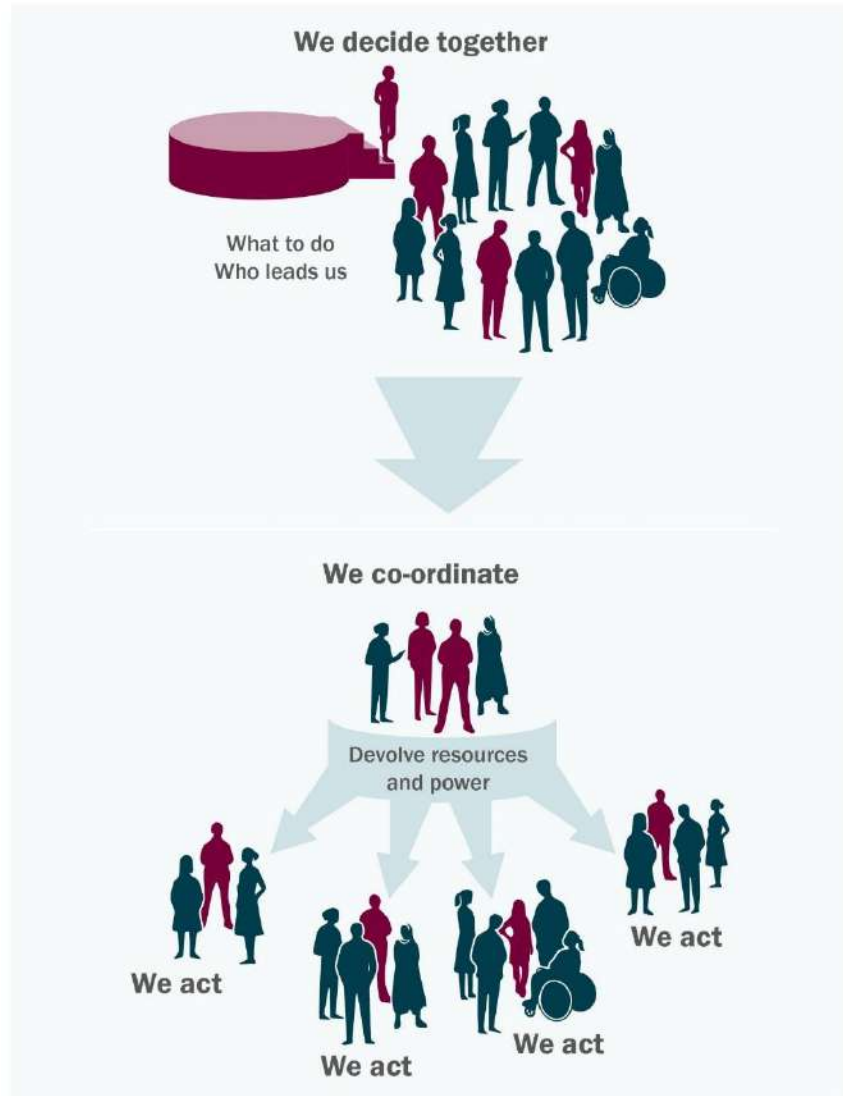 We decide together
What to do
Who leads us
We co-ordinate
Devolve resources
and power
We act
We act
We act
We act